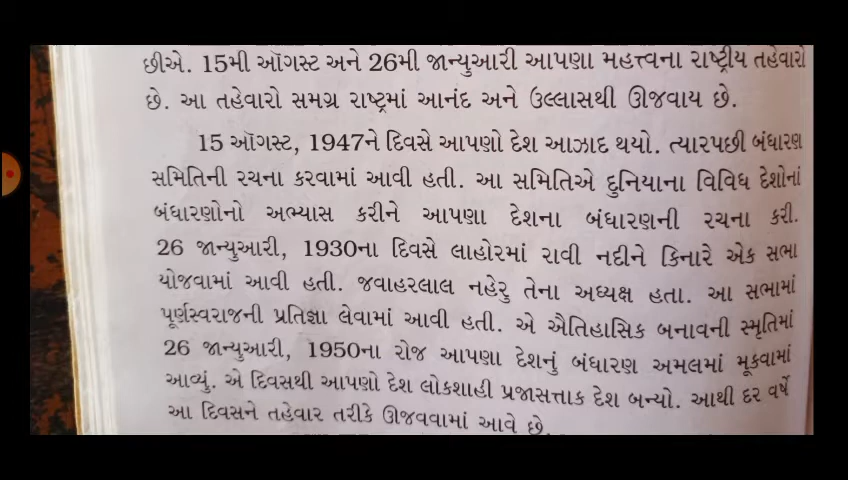 છીએ. 15મી ઑગસ્ટ અને 26મી જાન્યુઆરી આપણા મહત્ત્વના રાષ્ટ્રીય તહેવારો
છે. આ તહેવારો સમગ્ર રાષ્ટ્રમાં આનંદ અને ઉલ્લાસથી ઊજવાય છે.
15 ઑગસ્ટ, 1947ને દિવસે આપણો દેશ આઝાદ થયો. ત્યારપછી બંધારણ
સમિતિની રચના કરવામાં આવી હતી. આ સમિતિએ દુનિયાના વિવિધ દેશોનાં
બંધારણોનો અભ્યાસ કરીને આપણા દેશના બંધારણની રચના કરી.
26 જાન્યુઆરી, 1930ના દિવસે લાહોરમાં રાવી નદીને કિનારે એક સભા
યોજવામાં આવી હતી. જવાહરલાલ નહેરુ તેના અધ્યક્ષ હતા. આ સભામાં
પૂર્ણસ્વરાજની પ્રતિજ્ઞા લેવામાં આવી હતી. એ ઐતિહાસિક બનાવની સ્મૃતિમાં
26 જાન્યુઆરી, 1950ના રોજ આપણા દેશનું બંધારણ અમલમાં મૂકવામાં
આવ્યું. એ દિવસથી આપણો દેશ લોકશાહી પ્રજાસત્તાક દેશ બન્યો. આથી દર વર્ષે
આ દિવસને તહેવાર તરીકે ઊજવવામાં આવે છે.